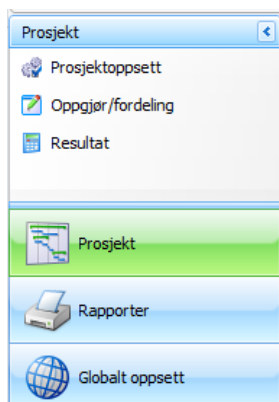 Prosjekt
Prosjektoppsett
Oppgjør/fordeling
Resultat
Prosjekt
Rapporter
Globalt oppsett